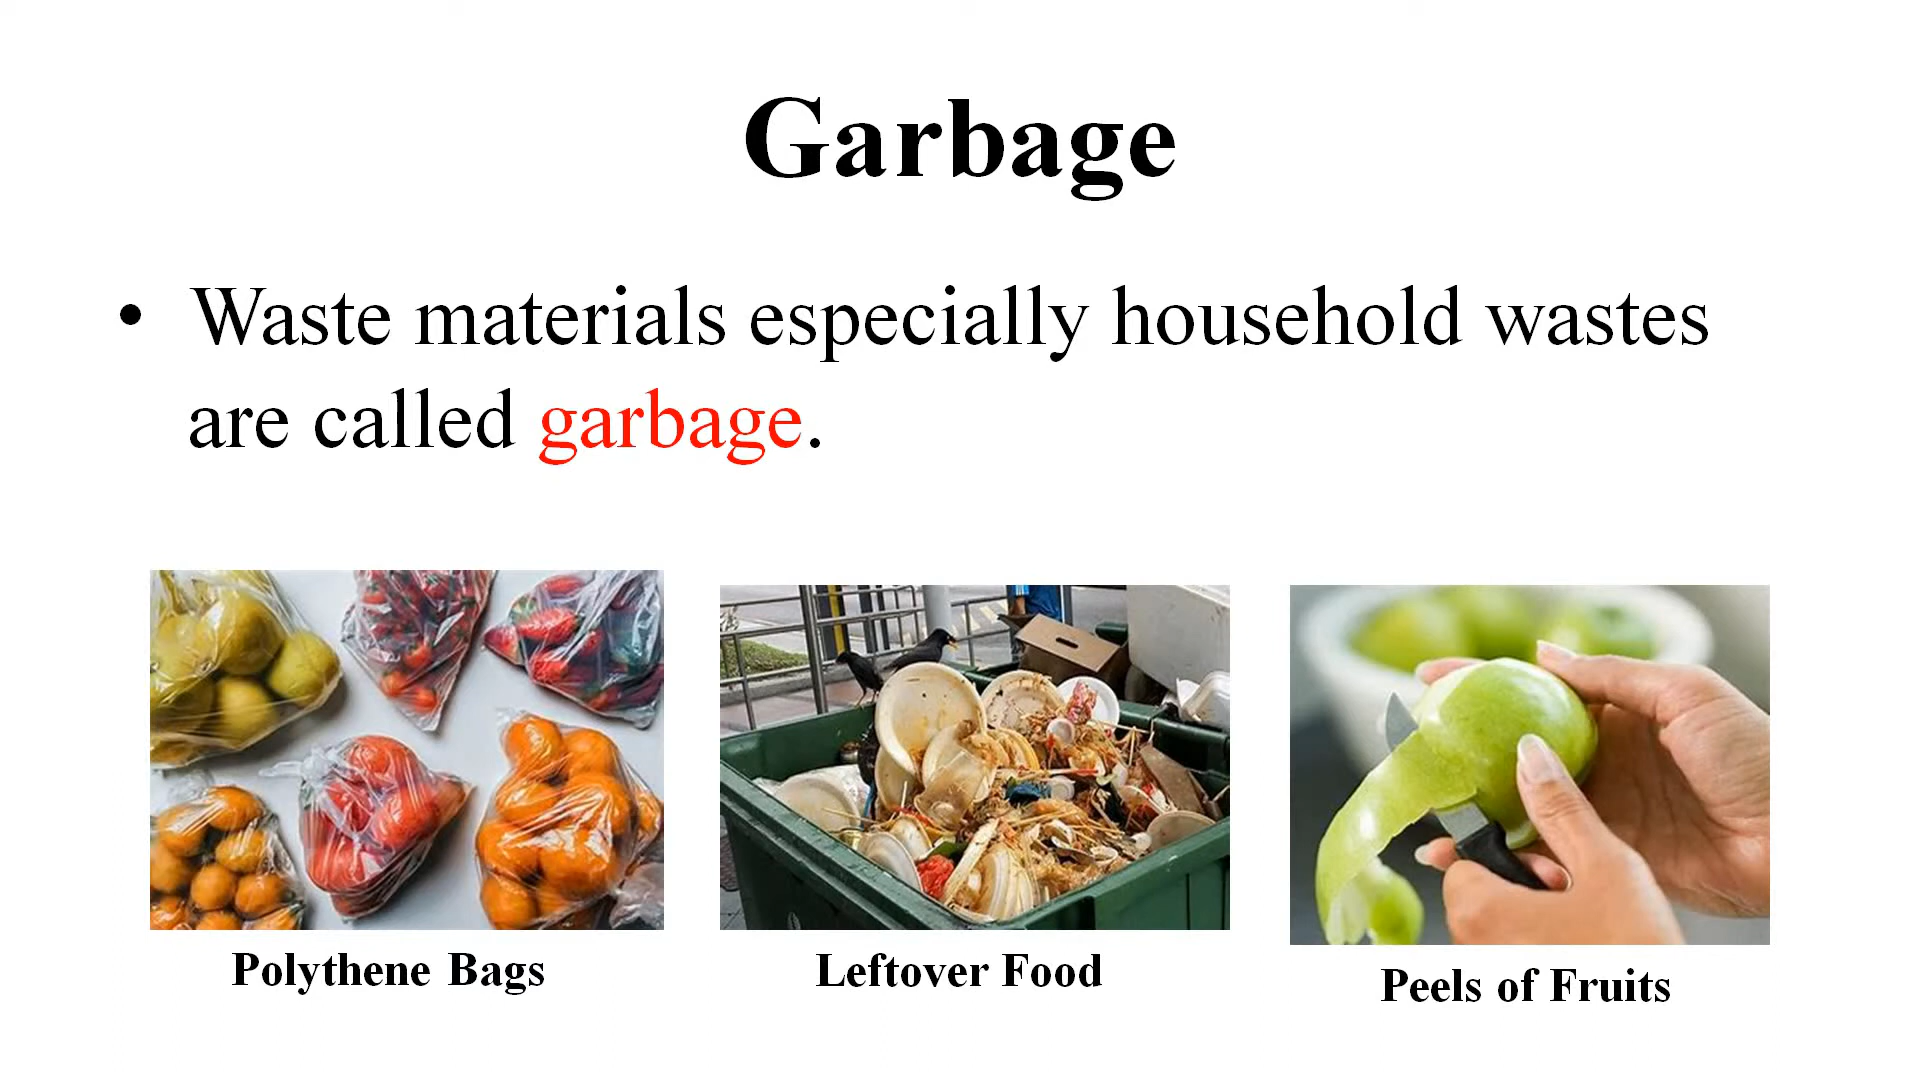 Garbage
• Waste materials especially household wastes
are called garbage.
Polythene Bags
Leftover Food
Peels of Fruits